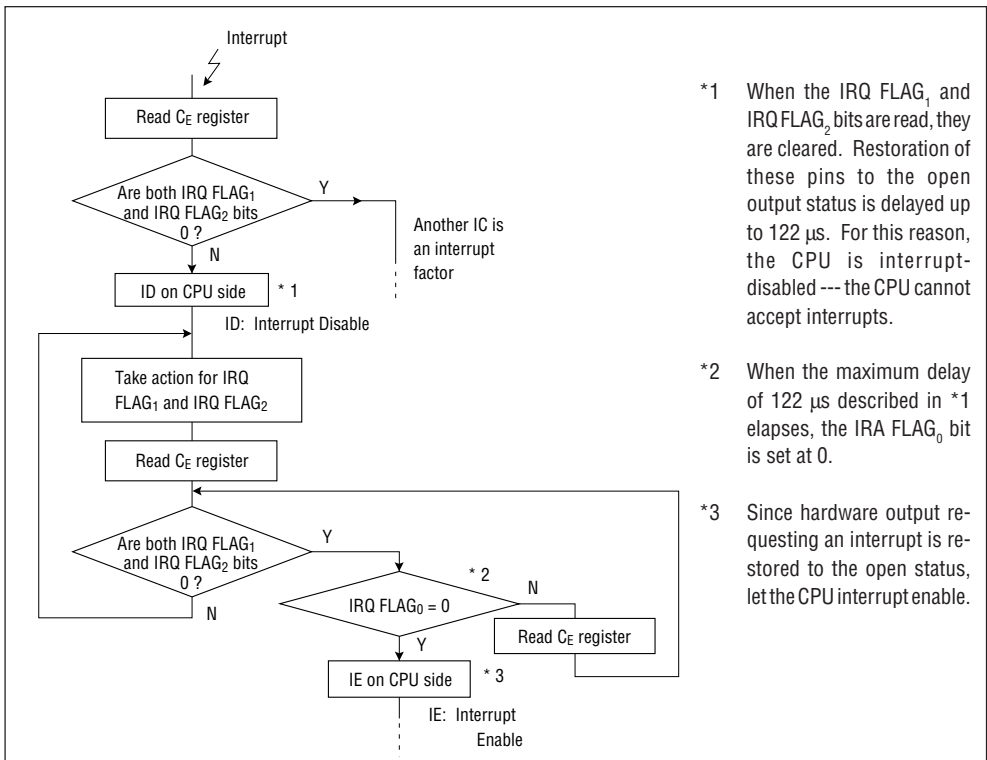 Interrupt
Read CE register
Are both IRQ FLAG1
and IRQ FLAG2 bits
0 ?
Y
N
Another IC is
an interrupt
factor
ID on CPU side
* 1
ID: Interrupt Disable
Take action for IRQ
FLAG1 and IRQ FLAG2
Read CE register
Are both IRQ FLAG1
and IRQ FLAG2 bits
0 ?
Y
N
* 2
IRQ FLAG0 = 0
N
Y
Read CE register
IE on CPU side
* 3
IE: Interrupt
Enable
*1 When the IRQ FLAG1 and
IRQ FLAG2 bits are read, they
are cleared. Restoration of
these pins to the open
output status is delayed up
to 122 μs. For this reason,
the CPU is interrupt-
disabled --- the CPU cannot
accept interrupts.
*2 When the maximum delay
of 122 μs described in *1
elapses, the IRA FLAG0 bit
is set at 0.
*3 Since hardware output re-
questing an interrupt is re-
stored to the open status,
let the CPU interrupt enable.